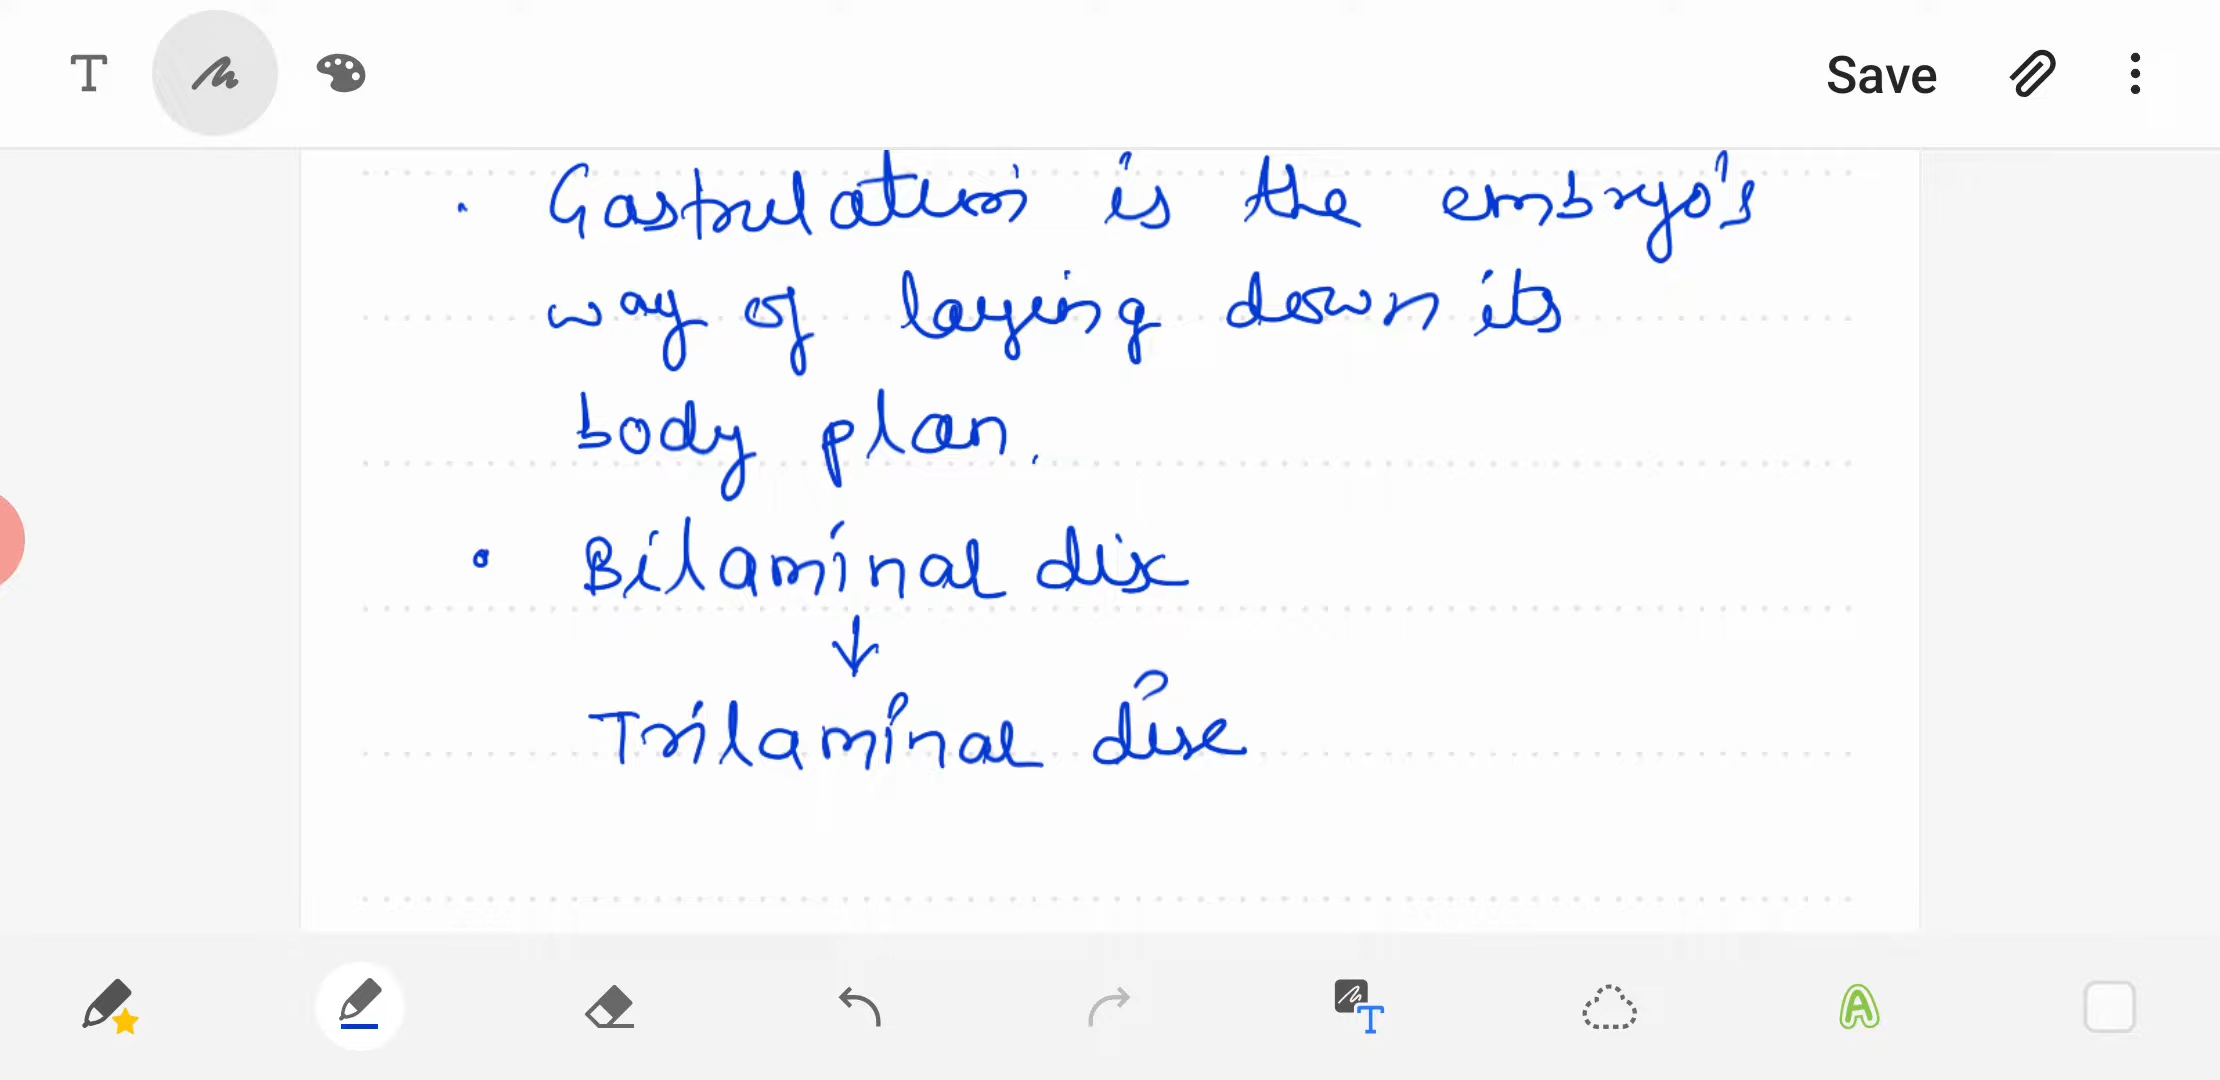 T Save
. Gastrulation is the embryo's
way of laying down its
body plan.
• Bilaminal disc
↓
Trilaminal disc